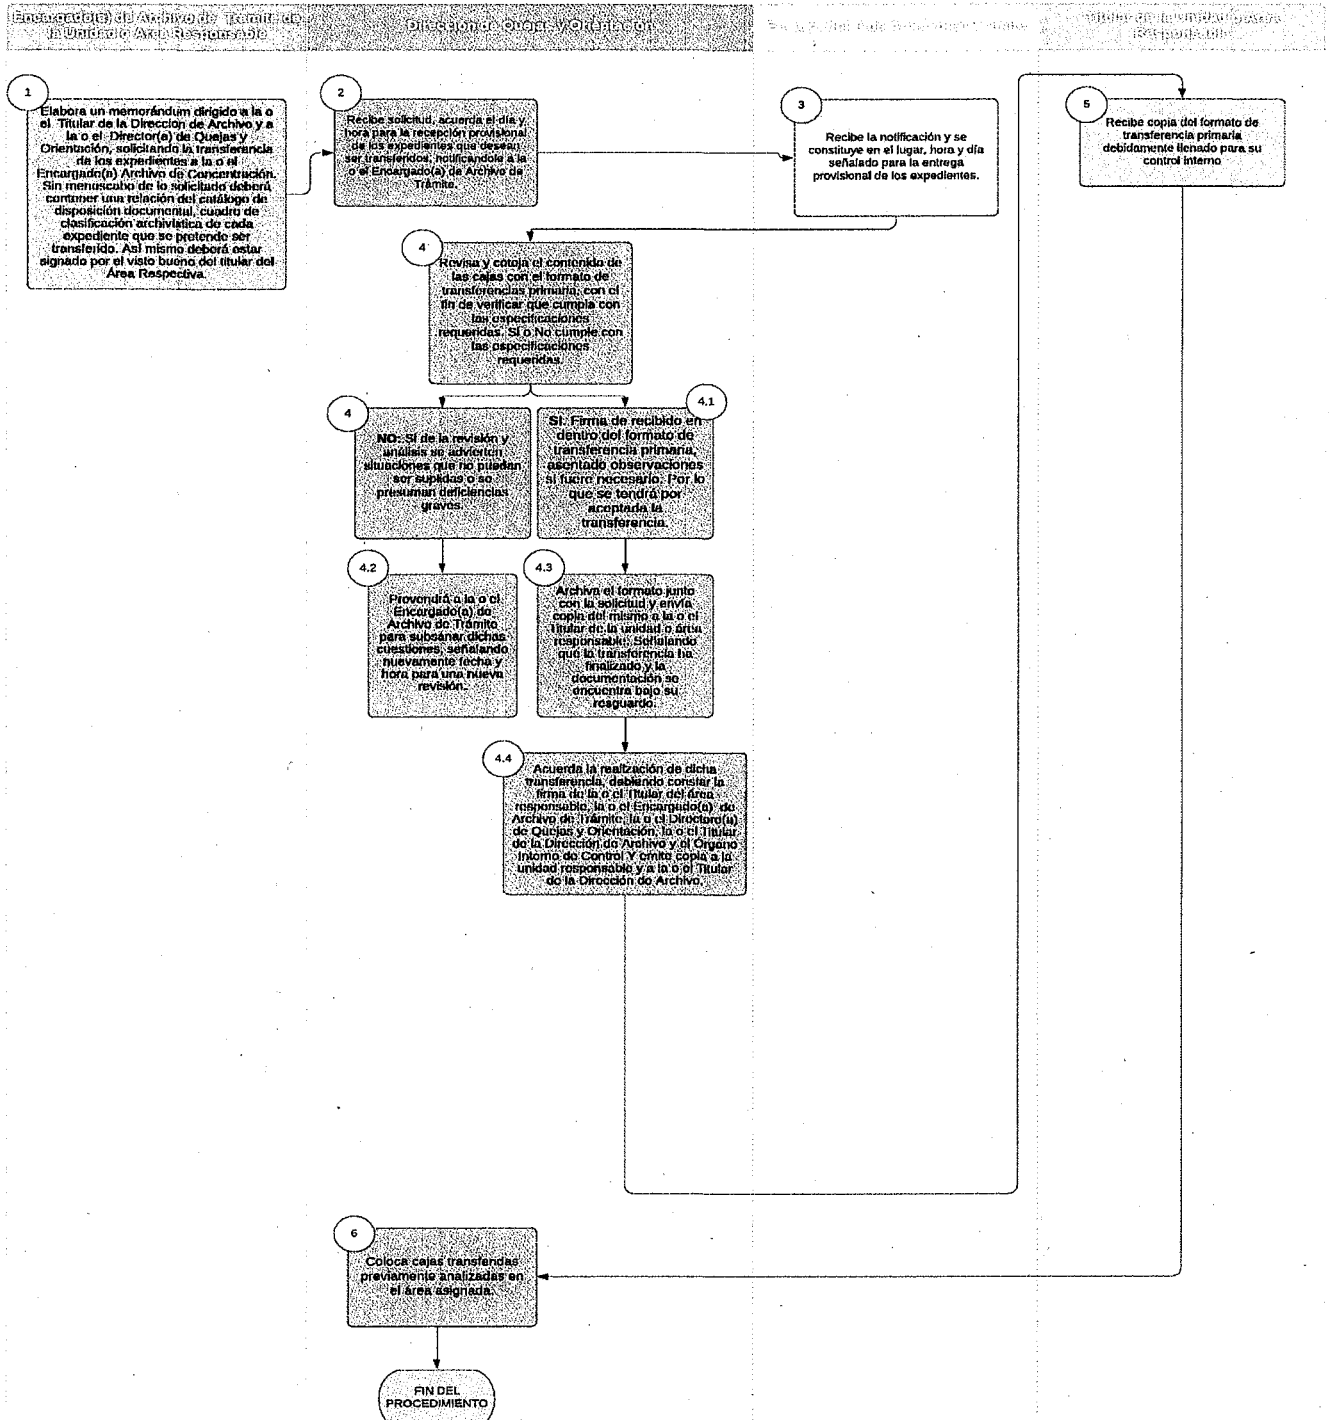 Encargado(a) de Archivo de Trámite de
la Unidad o Área Responsable
Dirección de Quejas y Orientación
1
Elabora un memorándum dirigido a la o
el Titular de la Dirección de Archivo y a
la o el Director(a) de Quejas y
Orientación, solicitando la transferencia
de los expedientes a la o el
Encargado(a) Archivo de Concentración.
Sin menuscabo de lo solicitado deberá
contener una relación del catálogo de
disposición documental, cuadro de
clasificación archivística de cada
expediente que se pretende ser
transferido. Así mismo deberá estar
signado por el visto bueno del titular del
Área Respectiva.
2
Recibe solicitud, acuerda el día y
hora para la recepción provisional
de los expedientes que desean
ser transferidos, notificándole a la
o el Encargado(a) de Archivo de
Trámite.
3
Recibe la notificación y se
constituye en el lugar, hora y día
señalado para la entrega
provisional de los expedientes.
5
Recibe copia del formato de
transferencia primaria
debidamente llenado para su
control interno
4
Revisa y coteja el contenido de
las cajas con el formato de
transferencias primaria, con el
fin de verificar que cumpla con
las especificaciones
requeridas. SÍ o No cumple con
las especificaciones
requeridas.
4
NO: Si de la revisión y
análisis se advierten
situaciones que no puedan
ser suplidas o se
presuman deficiencias
graves.
4.1
SI: Firma de recibido en
dentro del formato de
transferencia primaria,
asentado observaciones
si fuere necesario. Por lo
que se tendrá por
aceptada la
transferencia.
4.2
Prevendrá a la o el
Encargado(a) de
Archivo de Trámite
para subsanar dichas
cuestiones, señalando
nuevamente fecha y
hora para una nueva
revisión.
4.3
Archiva el formato junto
con la solicitud y envía
copia del mismo a la o el
Titular de la unidad o área
responsable. Señalando
que la transferencia ha
finalizado y la
documentación se
encuentra bajo su
resguardo.
4.4
Acuerda la realización de dicha
transferencia, debiendo constar la
firma de la o el Titular del área
responsable, la o el Encargado(a) de
Archivo de Trámite, la o el Directoro(a)
de Quejas y Orientación, la o el Titular
de la Dirección de Archivo y el Órgano
Interno de Control Y emite copia a la
unidad responsable y a la o el Titular
de la Dirección de Archivo.
6
Coloca cajas transferidas
previamente analizadas en
el área asignada.
FIN DEL
PROCEDIMIENTO